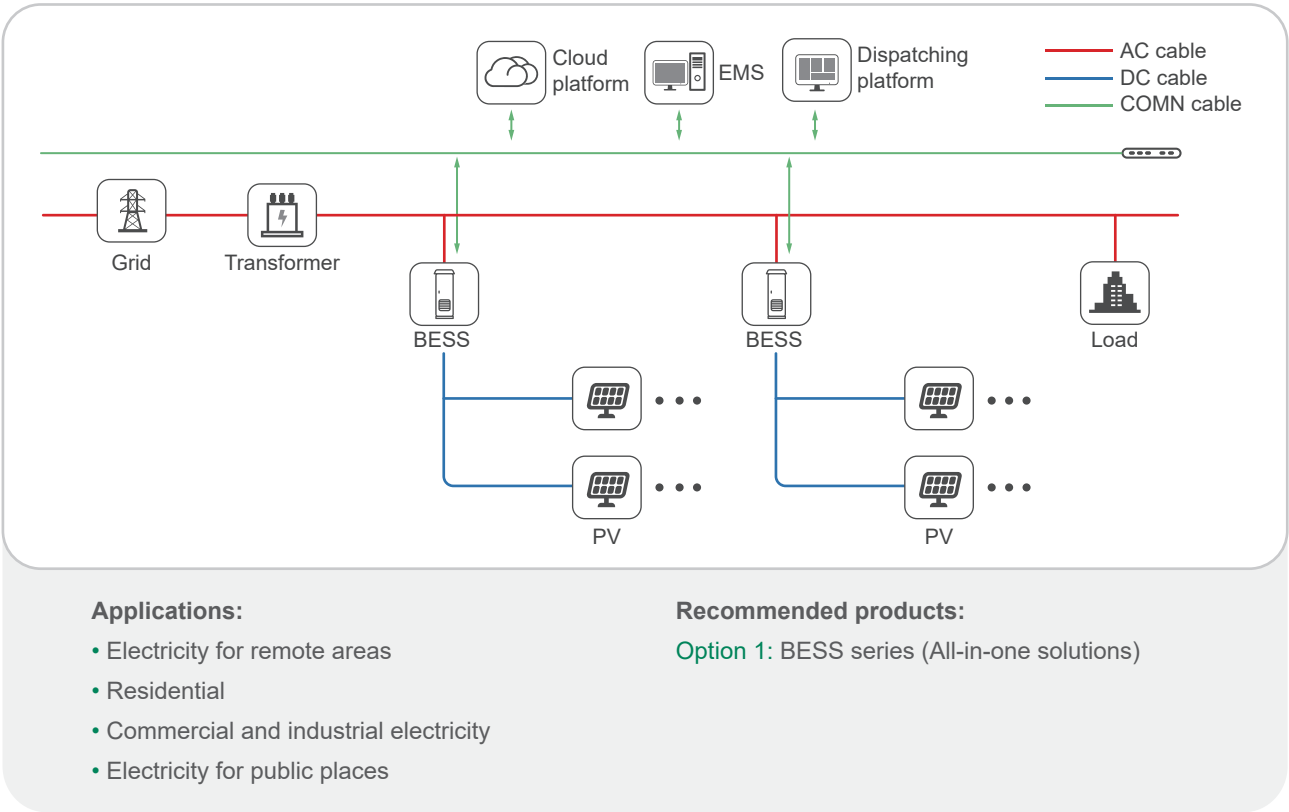 Cloud
platform
EMS
Dispatching
platform
AC cable
DC cable
COMN cable
Grid
Transformer
BESS
BESS
Load
PV
PV
Applications:
• Electricity for remote areas
• Residential
• Commercial and industrial electricity
• Electricity for public places
Recommended products:
Option 1: BESS series (All-in-one solutions)